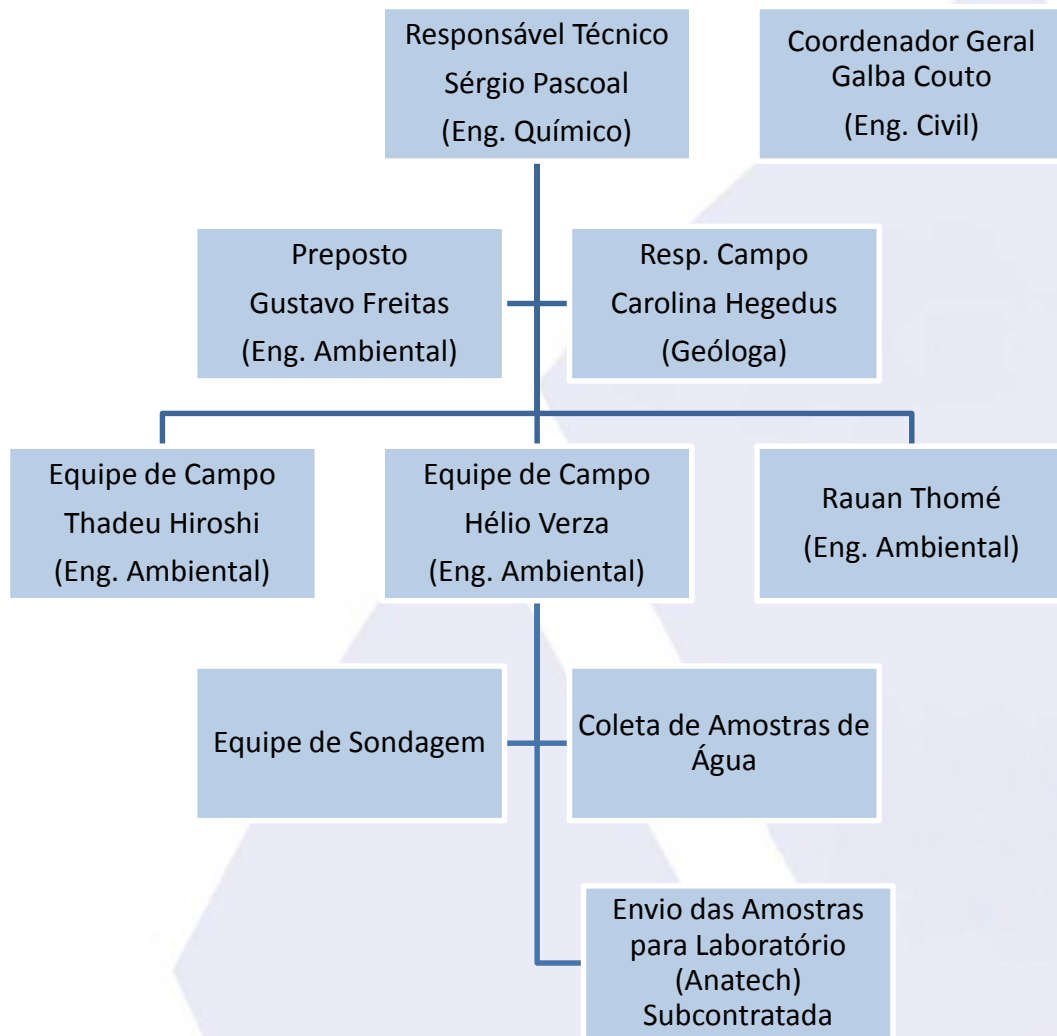 Responsável Técnico
Sérgio Pascoal
(Eng. Químico)
Coordenador Geral
Galba Couto
(Eng. Civil)
Preposto
Gustavo Freitas
(Eng. Ambiental)
Resp. Campo
Carolina Hegedus
(Geóloga)
Equipe de Campo
Thadeu Hiroshi
(Eng. Ambiental)
Equipe de Campo
Hélio Verza
(Eng. Ambiental)
Rauan Thomé
(Eng. Ambiental)
Equipe de Sondagem
Coleta de Amostras de
Água
Envio das Amostras
para Laboratório
(Anatech)
Subcontratada